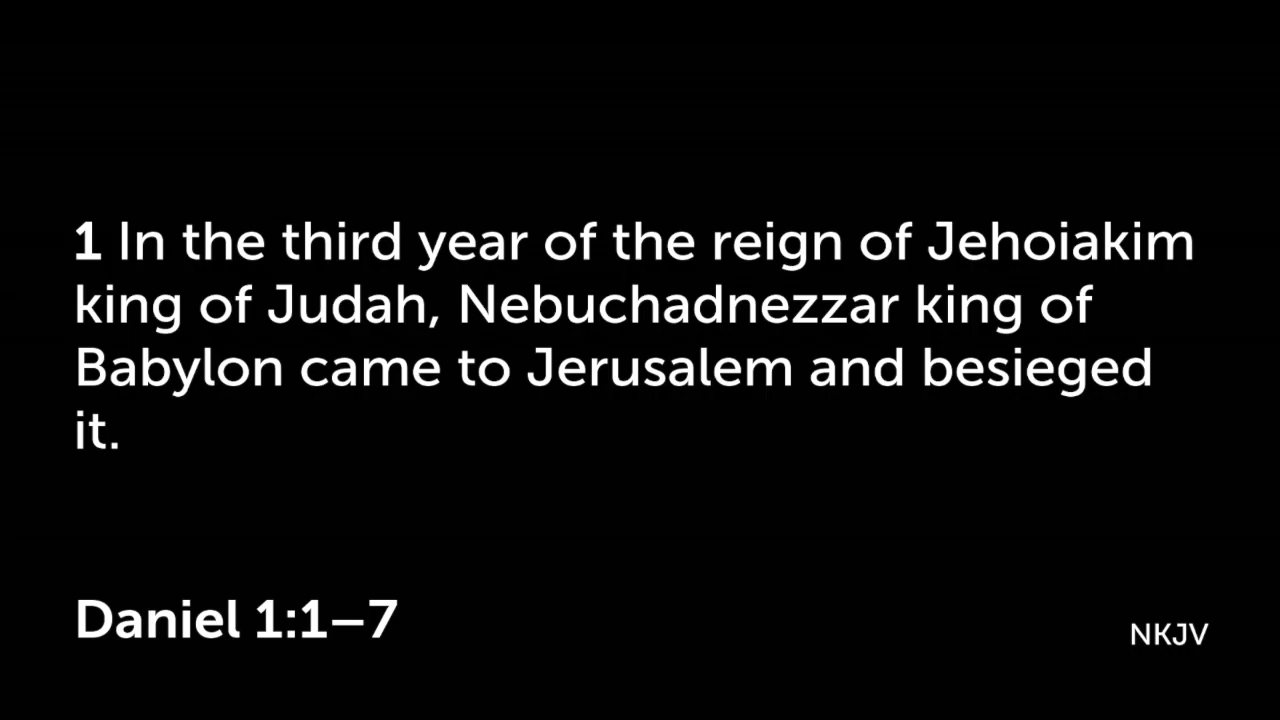 1 In the third year of the reign of Jehoiakim
king of Judah, Nebuchadnezzar king of
Babylon came to Jerusalem and besieged
it.
Daniel 1:1–7
NKJV